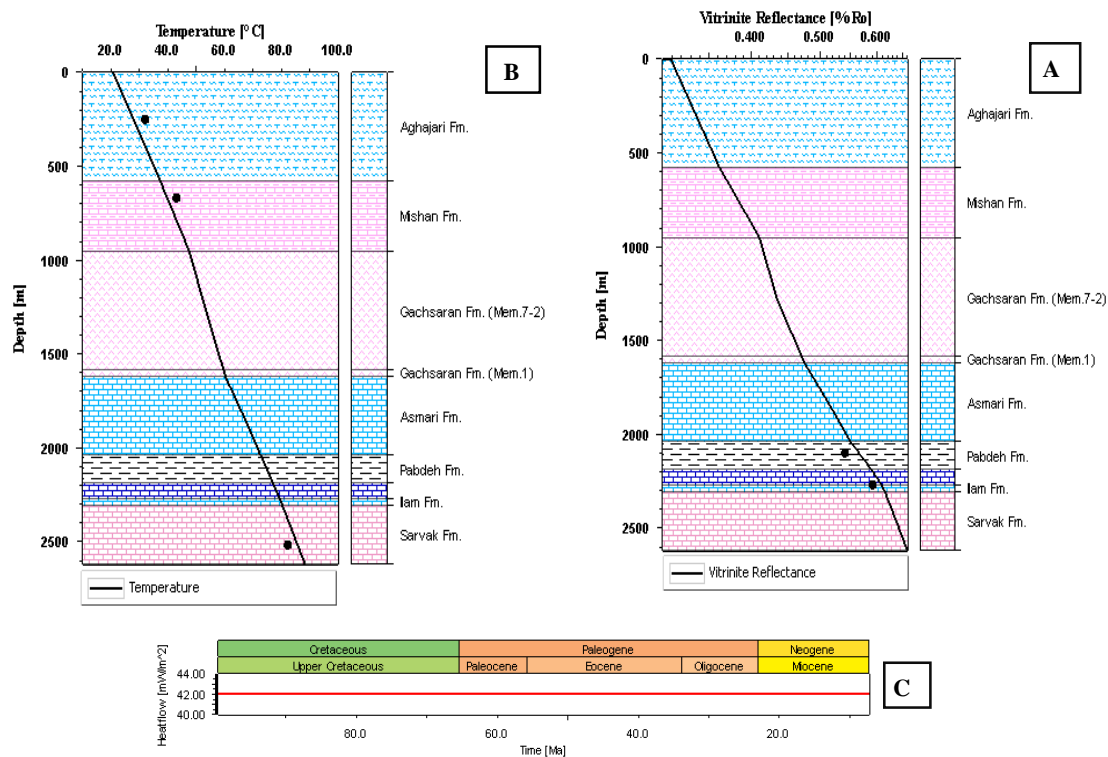 Temperature [°C]
20.0 40.0 60.0 80.0 100.0
B
Depth [m]
0
500
1000
1500
2000
2500
Aghajari Fm.
Mishan Fm.
Gachsaran Fm. (Mem.7-2)
Gachsaran Fm. (Mem.1)
Asmari Fm.
Pabdeh Fm.
Ilam Fm.
Sarvak Fm.
Temperature
Vitrinite Reflectance [%Ro]
0.400 0.500 0.600
A
Depth [m]
0
500
1000
1500
2000
2500
Aghajari Fm.
Mishan Fm.
Gachsaran Fm. (Mem.7-2)
Gachsaran Fm. (Mem.1)
Asmari Fm.
Pabdeh Fm.
Ilam Fm.
Sarvak Fm.
Vitrinite Reflectance
Cretaceous Paleogene Neogene
Upper Cretaceous Paleocene Eocene Oligocene Miocene
Heatflow [mW/m^2]
44.00
42.00
40.00
C
80.0 60.0 40.0 20.0
Time [Ma]